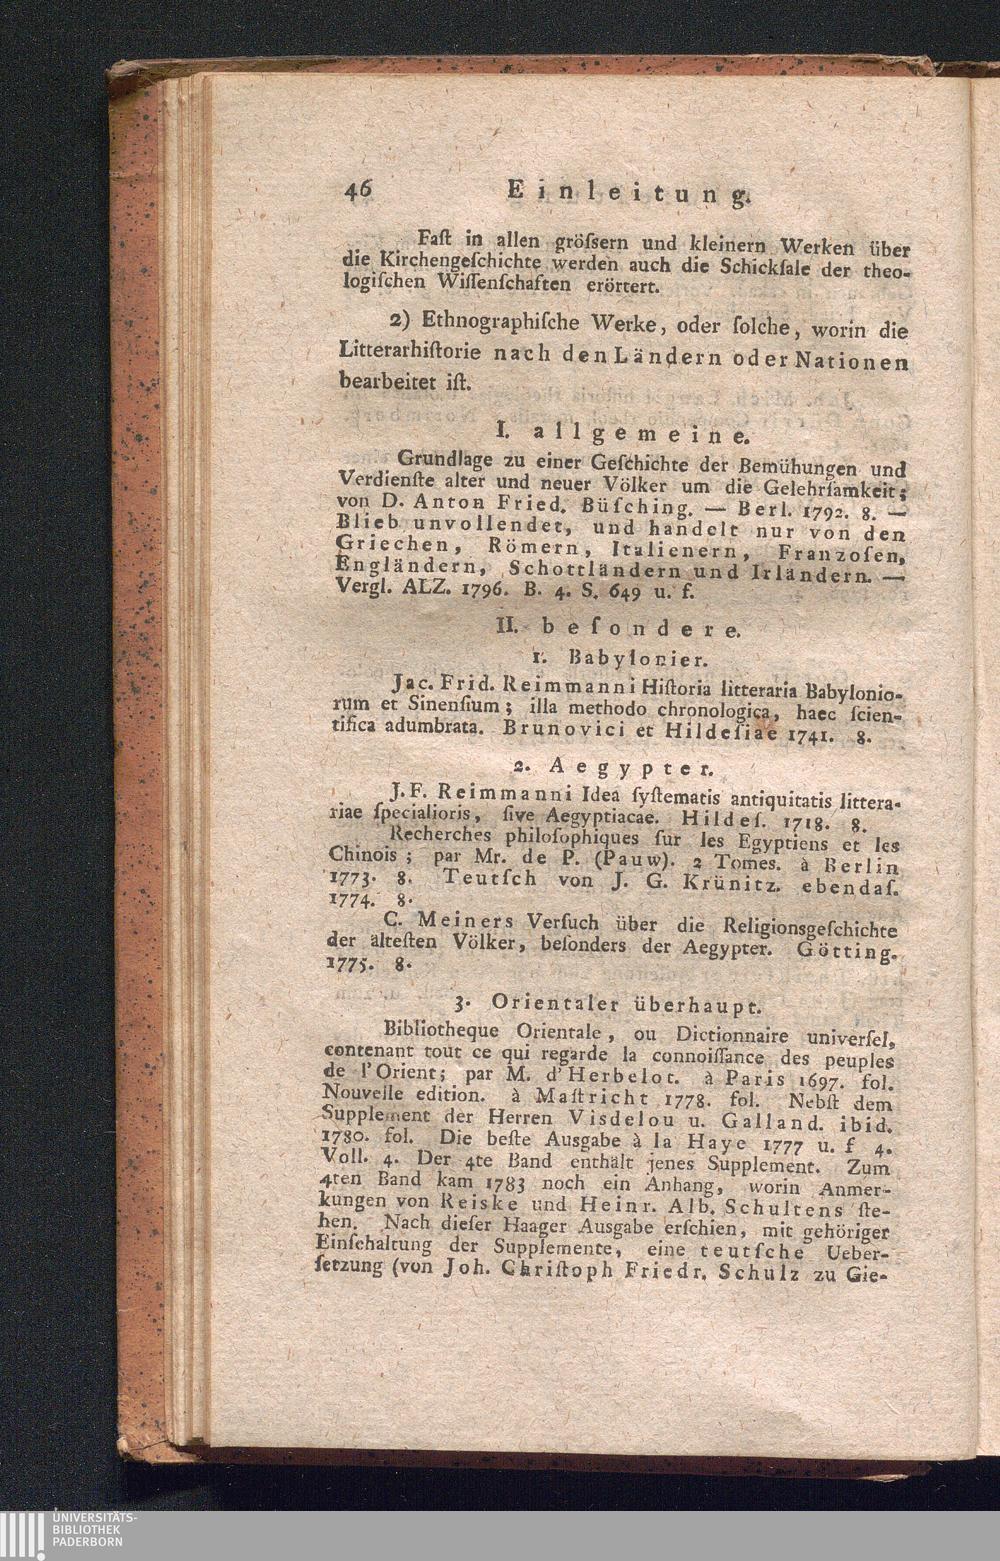 46 Einleitung.
Faſt in allen gröſsern und kleinern Werken über
die Kirchengeſchichte werden auch die Schickſale der theo-
logiſchen Wiſſenſchaften erörtert.
2) Ethnographiſche Werke, oder ſolche, worin die
Litterarhiſtorie nach den Ländern oder Nationen
bearbeitet iſt.
I. allgemeine.
Grundlage zu einer Geſchichte der Bemühungen und
Verdienſte alter und neuer Völker um die Gelehrſamkeit;
von D. Anton Fried. Büſching. — Berl. 1792. 8. —
Blieb unvollendet, und handelt nur von den
Griechen, Römern, Italienern, Franzoſen,
Engländern, Schottländern und Irländern. —
Vergl. ALZ. 1796. B. 4. S. 649 u. f.
II. beſondere.
1. Babylonier.
Jac. Frid. Reimmanni Hiſtoria litteraria Babylonio-
rum et Sinenſium; illa methodo chronologica, haec ſcien-
tifica adumbrata. Brunovici et Hildeſiae 1741. 8.
2. Aegypter.
J. F. Reimmanni Idea ſyſtematis antiquitatis littera-
riae ſpecialioris, ſive Aegyptiacae. Hildeſ. 1718. 8.
Recherches philoſophiques ſur les Egyptiens et les
Chinois; par Mr. de P. (Pauw). 2 Tomes. à Berlin
1773. 8. Teutſch von J. G. Krünitz. ebendaſ.
1774. 8.
C. Meiners Verſuch über die Religionsgeſchichte
der älteſten Völker, beſonders der Aegypter. Götting.
1775. 8.
3. Orientaler überhaupt.
Bibliotheque Orientale, ou Dictionnaire univerſel,
contenant tout ce qui regarde la connoiſſance des peuples
de l'Orient; par M. d'Herbelot. à Paris 1697. fol.
Nouvelle edition. à Maſtricht 1778. fol. Nebſt dem
Supplement der Herren Visdelou u. Galland. ibid.
1780. fol. Die beſte Ausgabe à la Haye 1777 u. f 4.
Voll. 4. Der 4te Band enthält jenes Supplement. Zum
4ten Band kam 1783 noch ein Anhang, worin Anmer-
kungen von Reiske und Heinr. Alb. Schultens ſte-
hen. Nach dieſer Haager Ausgabe erſchien, mit gehöriger
Einſchaltung der Supplemente, eine teutſche Ueber-
ſetzung (von Joh. Chriſtoph Friedr. Schulz zu Gie-
UNIVERSITÄTS-
BIBLIOTHEK
PADERBORN